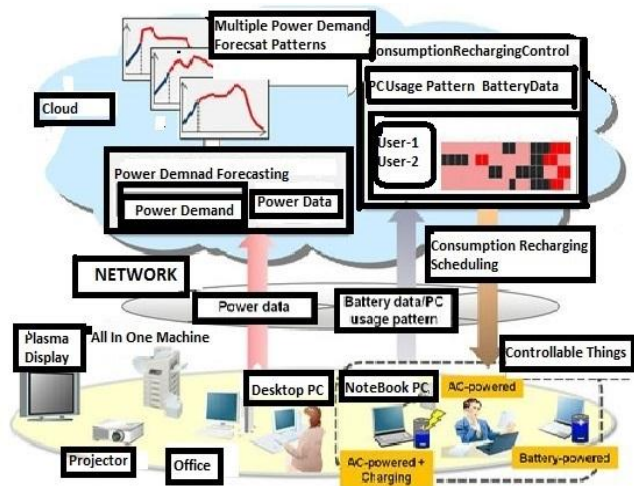 Multiple Power Demand
Forecsat Patterns
ConsumptionRechargingControl
PCUsage Pattern BatteryData
Cloud
User-1
User-2
Power Demnad Forecasting
Power Demand
Power Data
Consumption Recharging
Scheduling
NETWORK
Power data
Battery data/PC
usage pattern
Plasma
Display
All In One Machine
Controllable Things
Desktop PC
NoteBook PC
AC-powered
Projector
Office
AC-powered +
Charging
Battery-powered